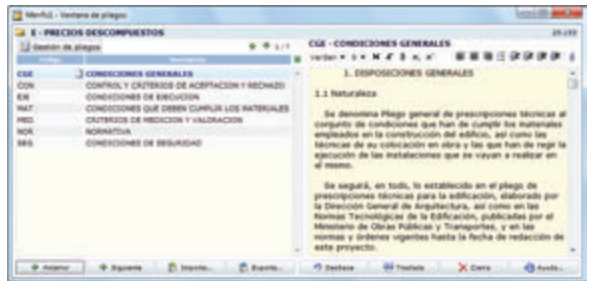 Menfis - Ventana de pliegos
E - PRECIOS DESCOMPUESTOS
Gestión de pliegos
1/7
Código
Descripción
CGE CONDICIONES GENERALES
CON CONTROL Y CRITERIOS DE ACEPTACION Y RECHAZO
EJE CONDICIONES DE EJECUCION
MAT CONDICIONES QUE DEBEN CUMPLIR LOS MATERIALES
MED CRITERIOS DE MEDICION Y VALORACION
NOR NORMATIVA
SEG CONDICIONES DE SEGURIDAD
CGE - CONDICIONES GENERALES
Verdan
1. DISPOSICIONES GENERALES
1.1 Naturaleza
Se denomina Pliego general de prescripciones técnicas al
conjunto de condiciones que han de cumplir los materiales
empleados en la construcción del edificio, así como las
técnicas de su colocación en obra y las que han de regir la
ejecución de las instalaciones que se vayan a realizar en
el mismo.
Se seguirá, en todo, lo establecido en el pliego de
prescripciones técnicas para la edificación, elaborado por
la Dirección General de Arquitectura, así como en las
Normas Tecnológicas de la Edificación, publicadas por el
Ministerio de Obras Públicas y Transportes, y en las
normas y órdenes vigentes hasta la fecha de redacción de
este proyecto.
Anterior
Siguiente
Importa...
Exporta...
Deshace
Traslada
Cierra
Ayuda...